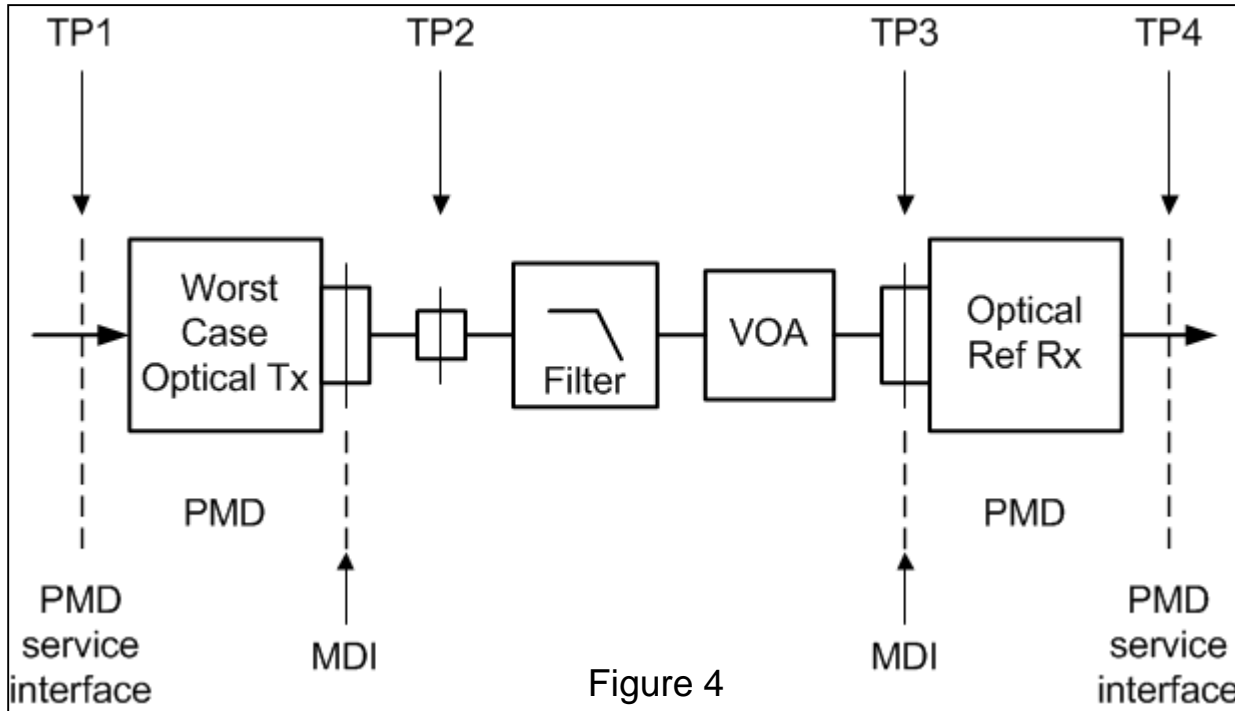 TP1
TP2
TP3
TP4
Worst
Case
Optical Tx
Filter
VOA
Optical
Ref Rx
PMD
PMD
PMD
service
interface
MDI
MDI
PMD
service
interface
Figure 4